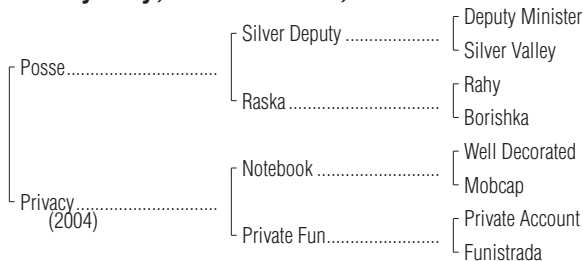 Silver Deputy
Deputy Minister
Silver Valley
Posse
Raska
Rahy
Borishka
Notebook
Well Decorated
Mobcap
Privacy
(2004)
Private Fun
Private Account
Funistrada